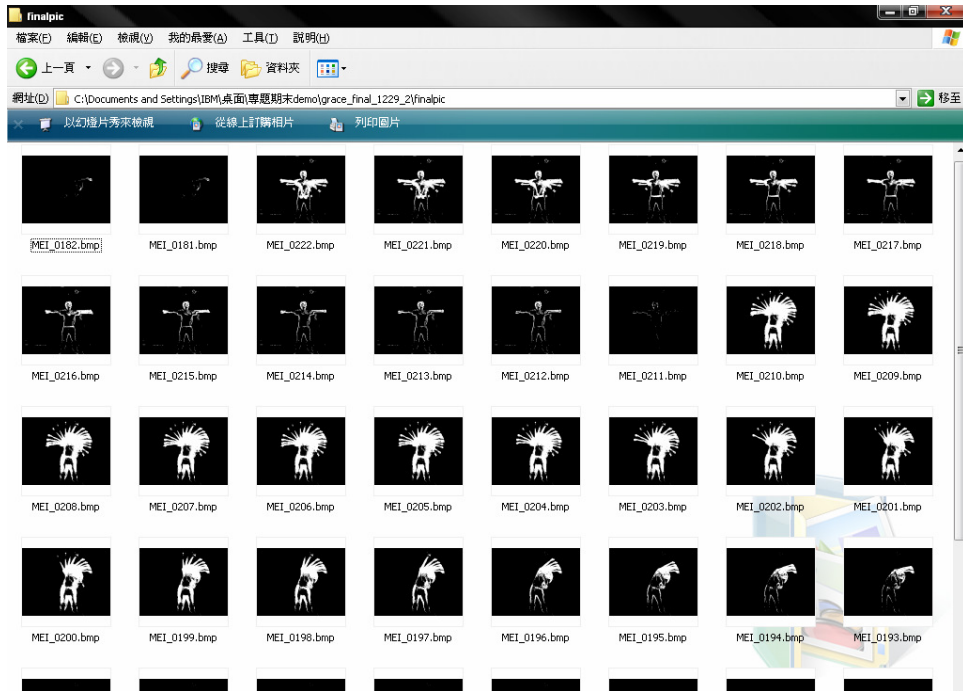 finalpic
檔案(F) 編輯(E) 檢視(V) 我的最愛(A) 工具(T) 說明(H)
上一頁 搜尋 資料夾
網址(D) C:\Documents and Settings\IBM\桌面\專題期末demo\grace_final_1229_2\finalpic 移至
以幻燈片秀來檢視 從線上訂購相片 列印圖片
MEI_0182.bmp MEI_0181.bmp MEI_0222.bmp MEI_0221.bmp MEI_0220.bmp MEI_0219.bmp MEI_0218.bmp MEI_0217.bmp
MEI_0216.bmp MEI_0215.bmp MEI_0214.bmp MEI_0213.bmp MEI_0212.bmp MEI_0211.bmp MEI_0210.bmp MEI_0209.bmp
MEI_0208.bmp MEI_0207.bmp MEI_0206.bmp MEI_0205.bmp MEI_0204.bmp MEI_0203.bmp MEI_0202.bmp MEI_0201.bmp
MEI_0200.bmp MEI_0199.bmp MEI_0198.bmp MEI_0197.bmp MEI_0196.bmp MEI_0195.bmp MEI_0194.bmp MEI_0193.bmp